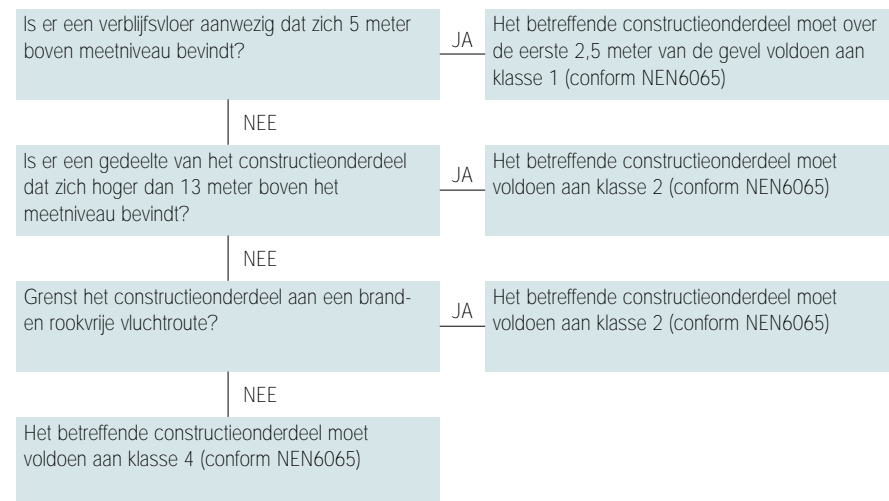 Is er een verblijfsvloer aanwezig dat zich 5 meter
boven meetniveau bevindt?
JA
Het betreffende constructieonderdeel moet over
de eerste 2,5 meter van de gevel voldoen aan
klasse 1 (conform NEN6065)
NEE
Is er een gedeelte van het constructieonderdeel
dat zich hoger dan 13 meter boven het
meetniveau bevindt?
JA
Het betreffende constructieonderdeel moet
voldoen aan klasse 2 (conform NEN6065)
NEE
Grenst het constructieonderdeel aan een brand-
en rookvrije vluchtroute?
JA
Het betreffende constructieonderdeel moet
voldoen aan klasse 2 (conform NEN6065)
NEE
Het betreffende constructieonderdeel moet
voldoen aan klasse 4 (conform NEN6065)